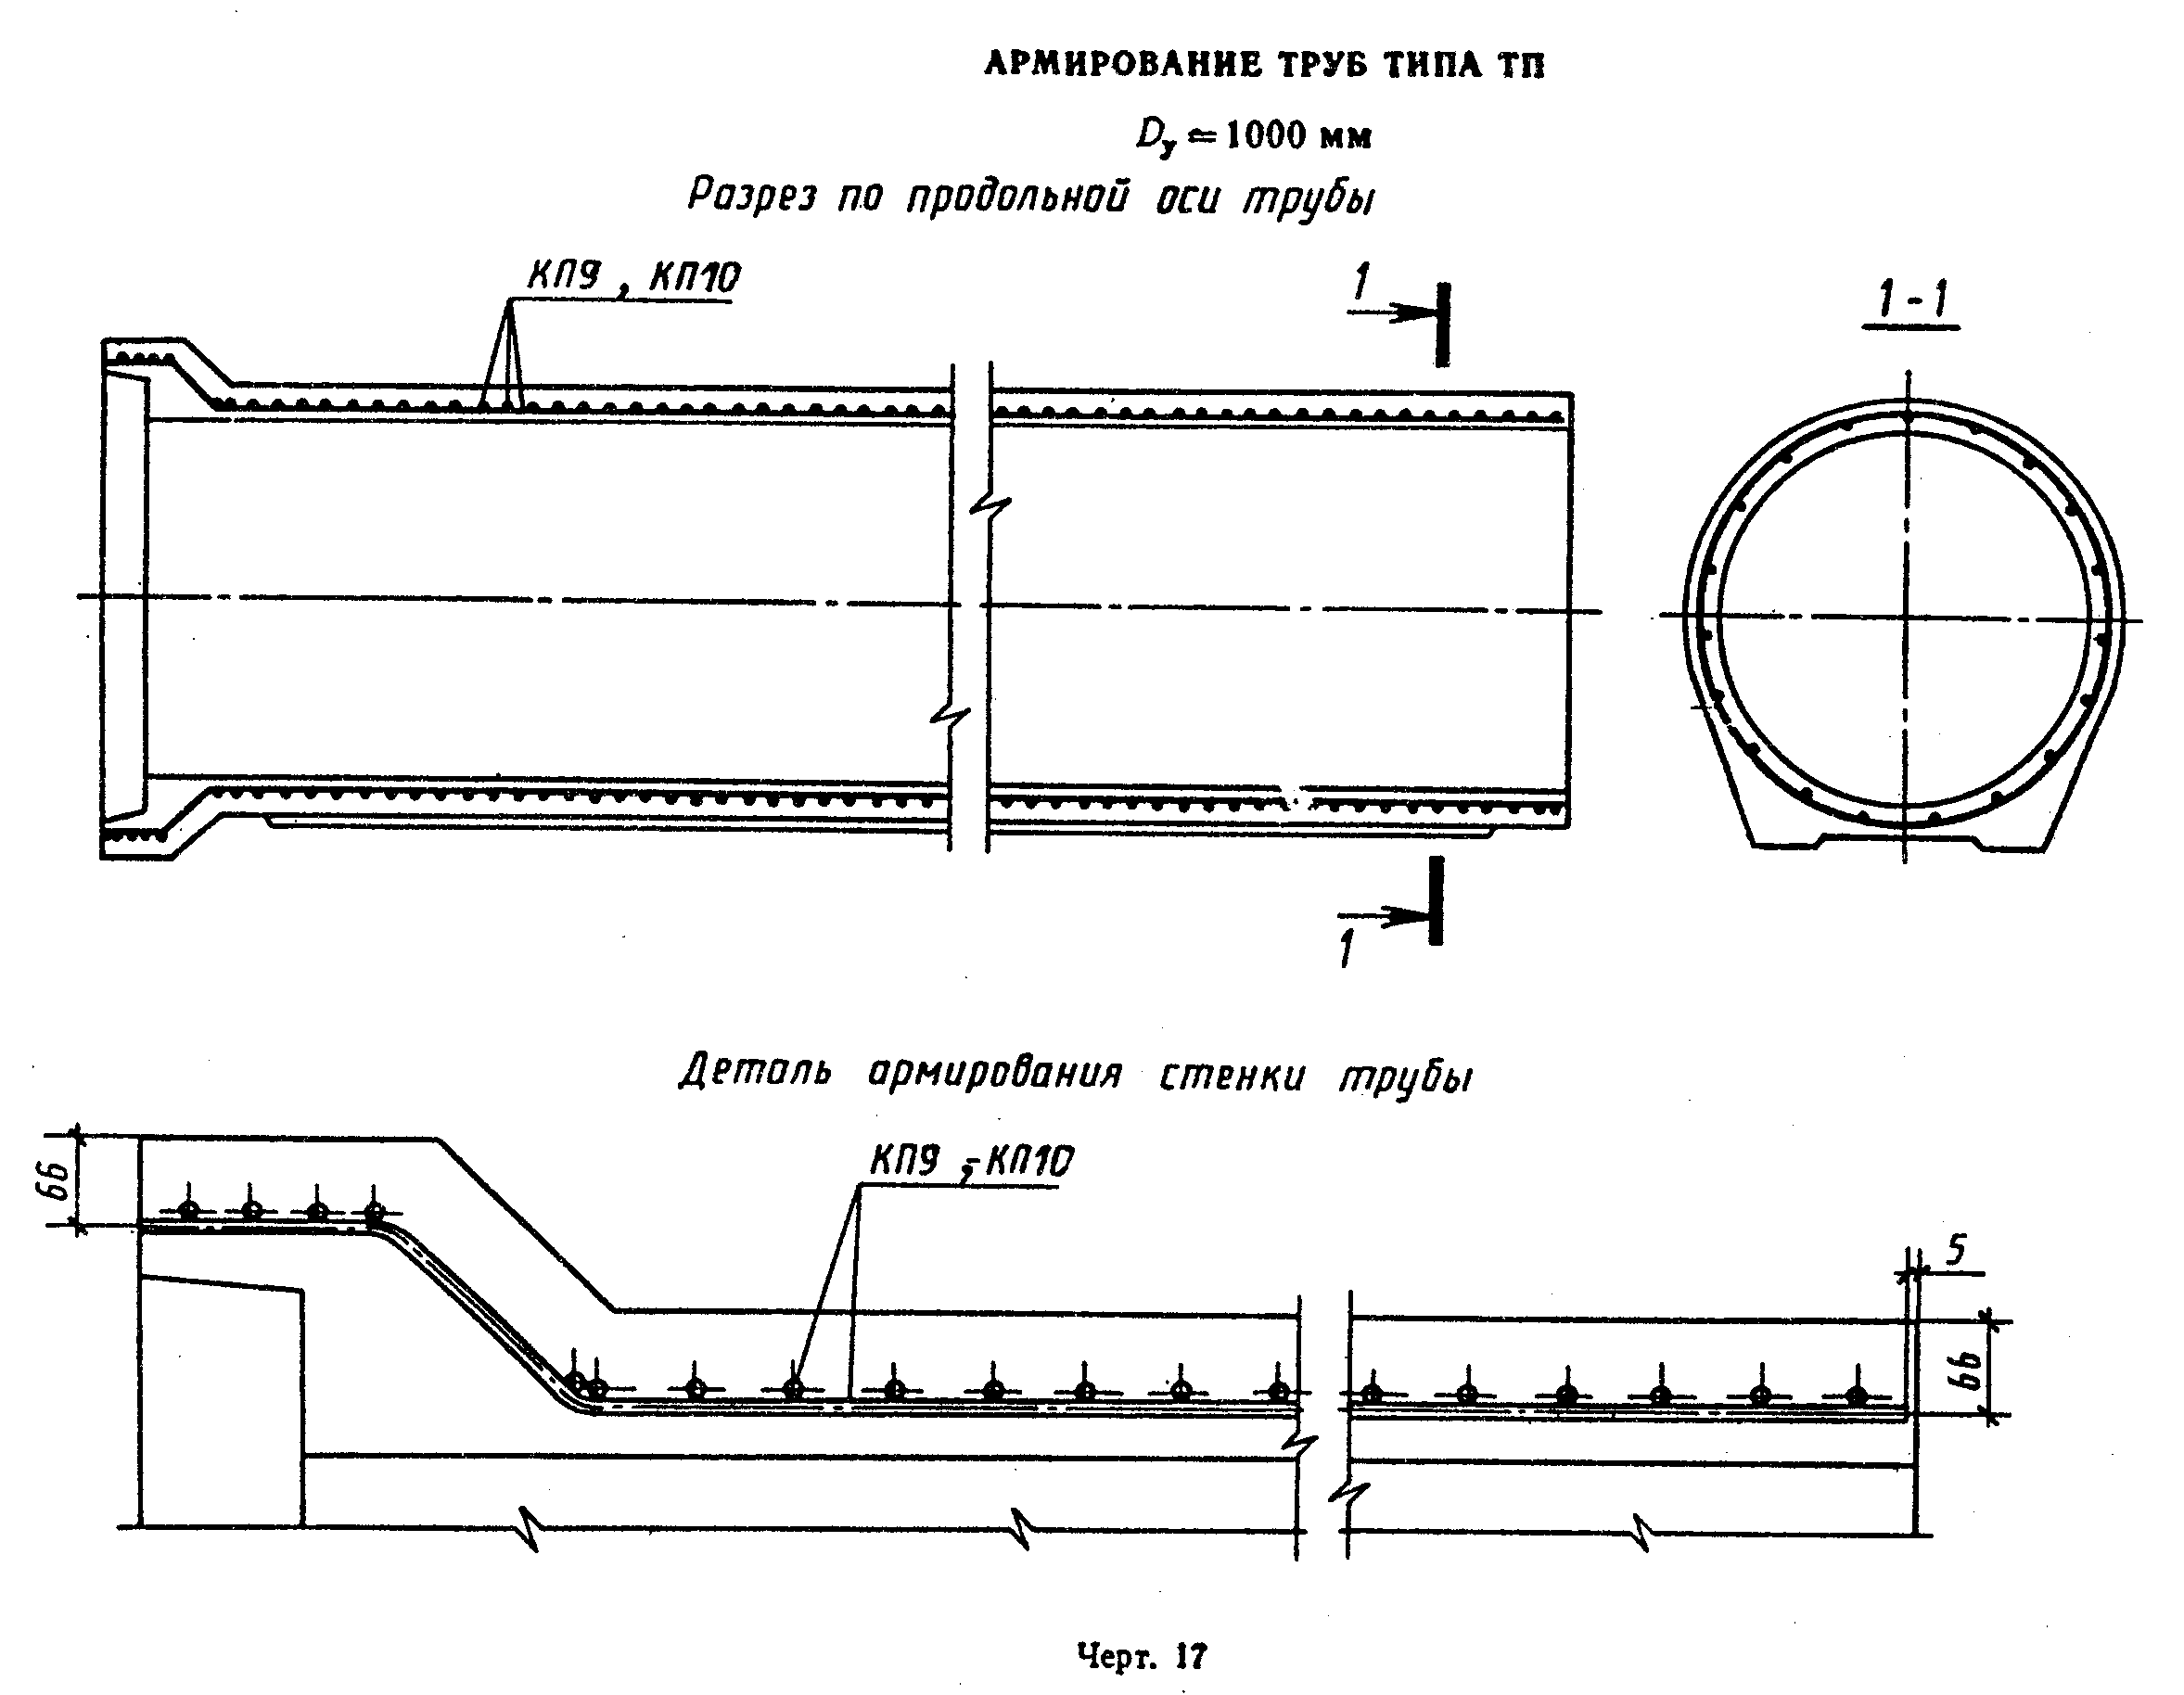 АРМИРОВАНИЕ ТРУБ ТИПА ТП
Dу = 1000 мм
Разрез по продольной оси трубы
КП9 , КП10
1
1-1
1
Деталь армирования стенки трубы
66
КП9 , КП10
5
66
Черт. 17